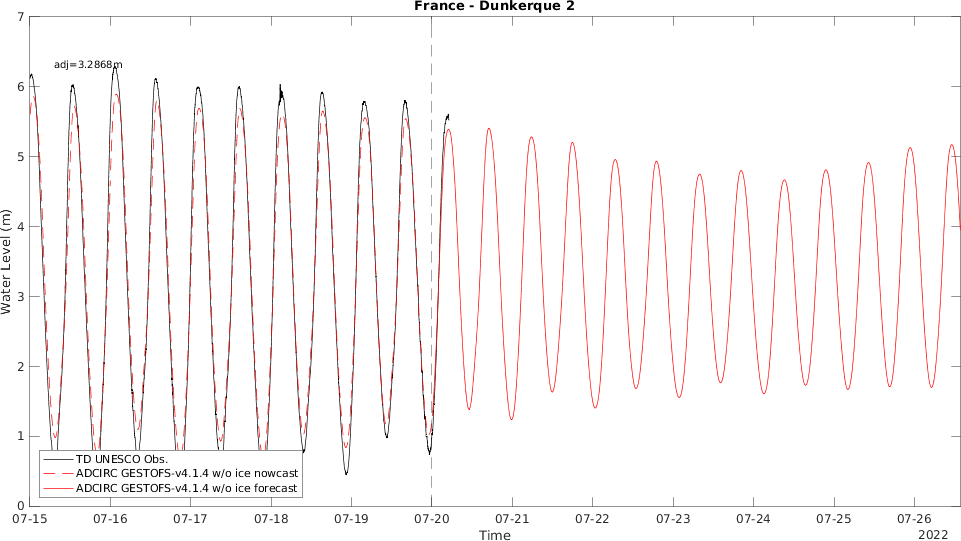 France - Dunkerque 2
7
adj=3.2868m
6
5
4
3
2
1
0
Water Level (m)
TD UNESCO Obs.
ADCIRC GESTOFS-v4.1.4 w/o ice nowcast
ADCIRC GESTOFS-v4.1.4 w/o ice forecast
07-15 07-16 07-17 07-18 07-19 07-20 07-21 07-22 07-23 07-24 07-25 07-26
Time
2022